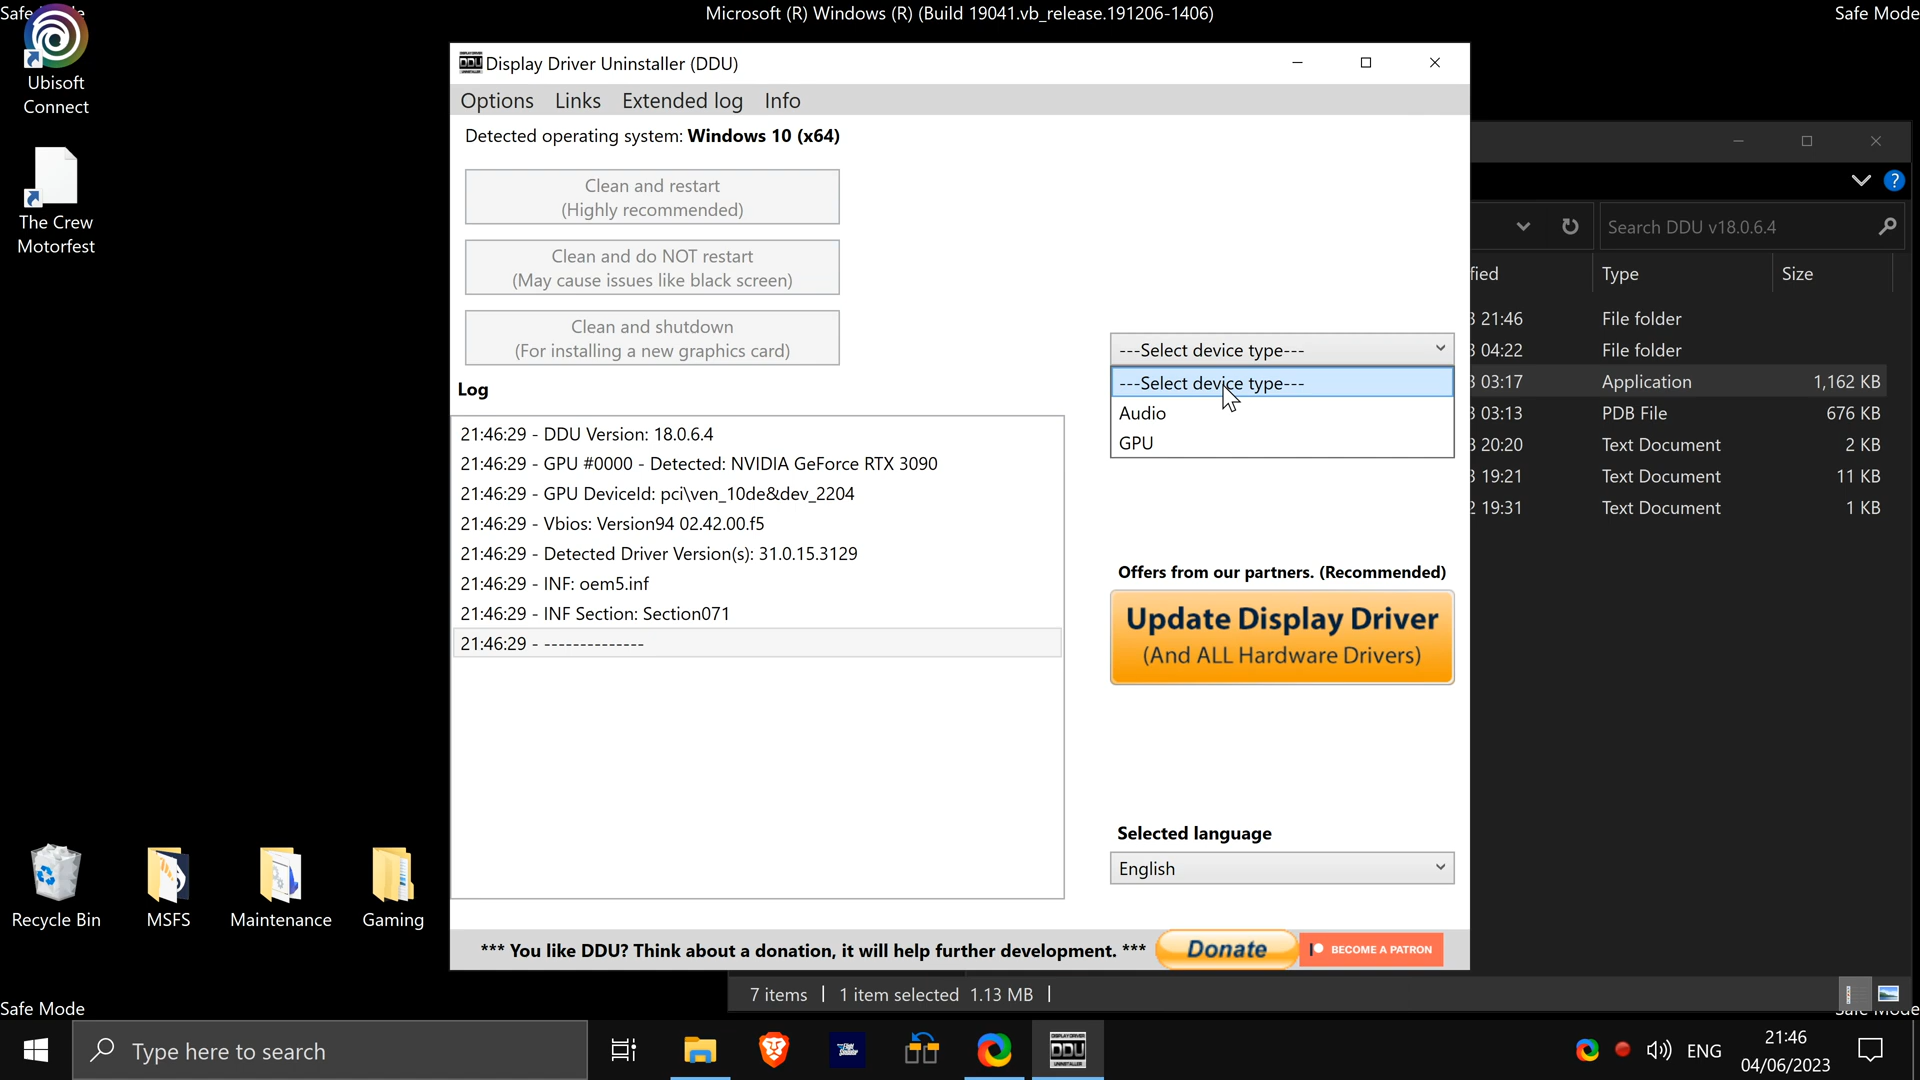 Safe Mode
Microsoft (R) Windows (R) (Build 19041.vb_release.191206-1406)
Safe Mode
Ubisoft
Connect
The Crew
Motorfest
DDU
Display Driver Uninstaller (DDU)
Options
Links
Extended log
Info
Detected operating system: Windows 10 (x64)
Clean and restart
(Highly recommended)
Clean and do NOT restart
(May cause issues like black screen)
Clean and shutdown
(For installing a new graphics card)
---Select device type---
---Select device type---
Audio
GPU
Log
21:46:29 - DDU Version: 18.0.6.4
21:46:29 - GPU #0000 - Detected: NVIDIA GeForce RTX 3090
21:46:29 - GPU DeviceId: pci\ven_10de&dev_2204
21:46:29 - Vbios: Version94 02.42.00.f5
21:46:29 - Detected Driver Version(s): 31.0.15.3129
21:46:29 - INF: oem5.inf
21:46:29 - INF Section: Section071
21:46:29 - ---------------
Offers from our partners. (Recommended)
Update Display Driver
(And ALL Hardware Drivers)
Selected language
English
*** You like DDU? Think about a donation, it will help further development. ***
Donate
BECOME A PATRON
?
Search DDU v18.0.6.4
fied Type Size
21:46 File folder
04:22 File folder
03:17 Application 1,162 KB
03:13 PDB File 676 KB
20:20 Text Document 2 KB
19:21 Text Document 11 KB
19:31 Text Document 1 KB
7 items
1 item selected 1.13 MB
Recycle Bin
MSFS
Maintenance
Gaming
Safe Mode
Safe Mode
Type here to search
DDU
ENG
21:46
04/06/2023